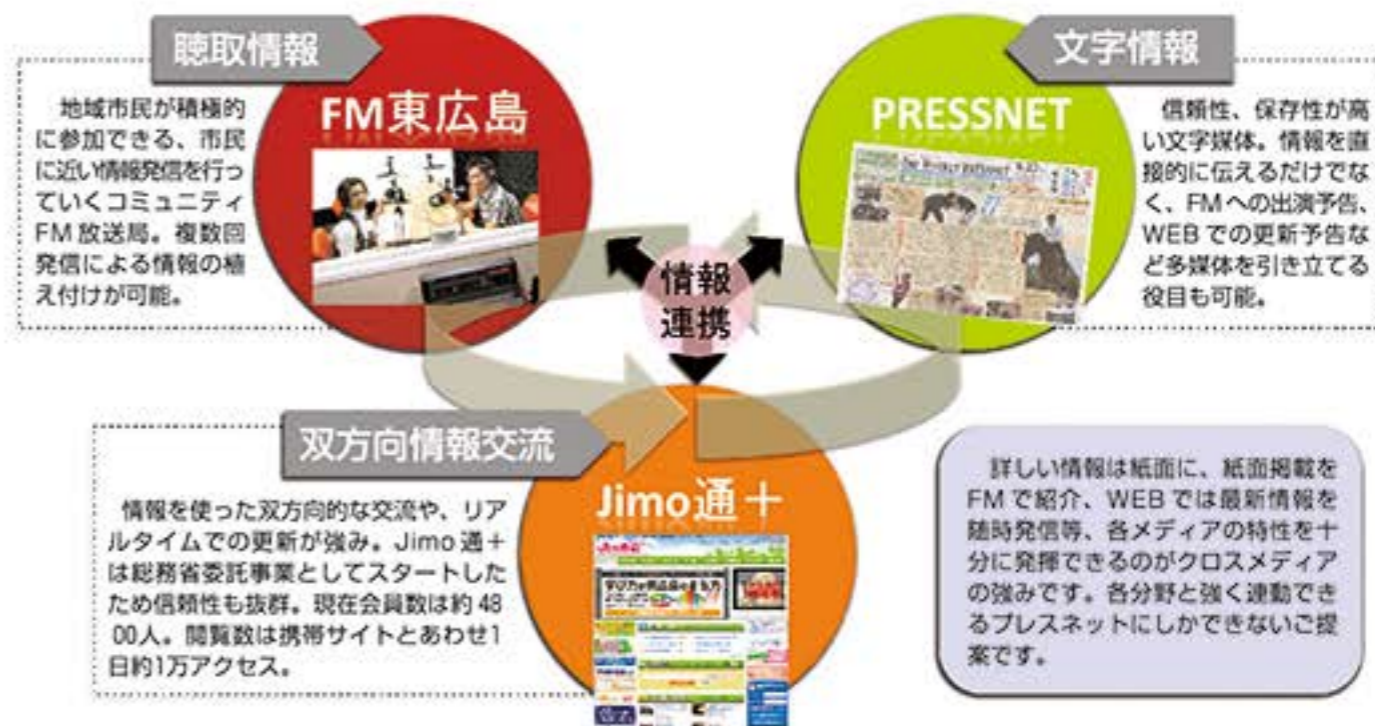 聴取情報
FM東広島
地域市民が積極的
に参加できる、市民
に近い情報発信を行っ
ていくコミュニティ
FM放送局。複数回
発信による情報の植
え付けが可能。
文字情報
PRESSNET
信頼性、保存性が高
い文字媒体。情報を直
接的に伝えるだけでな
く、FMへの出演予告、
WEBでの更新予告な
ど多媒体を引き立てる
役目も可能。
情報
連携
双方向情報交流
Jimo通＋
情報を使った双方向的な交流や、リア
ルタイムでの更新が強み。Jimo通＋
は総務省委託事業としてスタートした
ため信頼性も抜群。現在会員数は約48
00人。閲覧数は携帯サイトとあわせ1
日約1万アクセス。
詳しい情報は紙面に、紙面掲載を
FMで紹介、WEBでは最新情報を
随時発信等、各メディアの特性を十
分に発揮できるのがクロスメディア
の強みです。各分野と強く連動でき
るプレスネットにしかできないご提
案です。